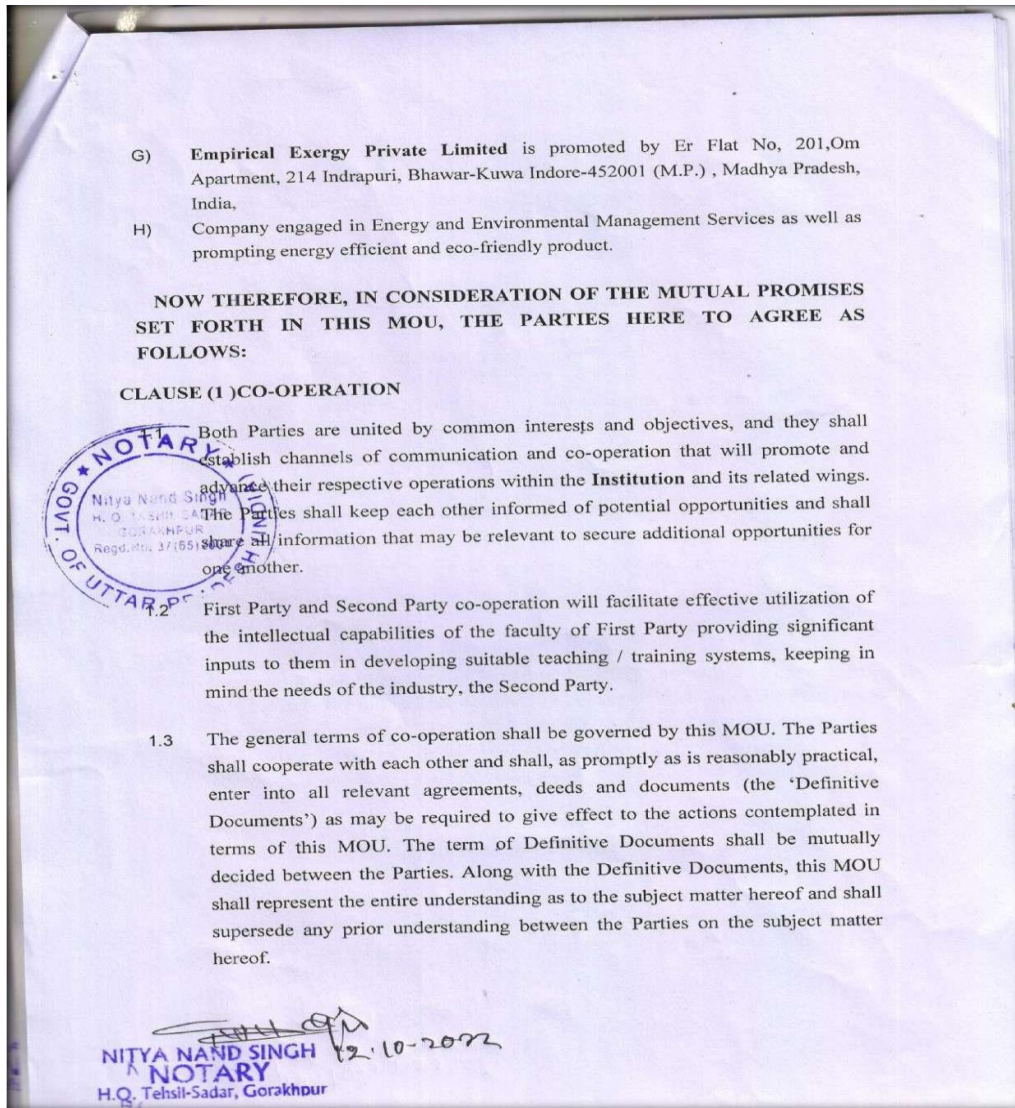 G) Empirical Exergy Private Limited is promoted by Er Flat No, 201,Om
Apartment, 214 Indrapuri, Bhawar-Kuwa Indore-452001 (M.P.) , Madhya Pradesh,
India,
H) Company engaged in Energy and Environmental Management Services as well as
prompting energy efficient and eco-friendly product.
NOW THEREFORE, IN CONSIDERATION OF THE MUTUAL PROMISES
SET FORTH IN THIS MOU, THE PARTIES HERE TO AGREE AS
FOLLOWS:
CLAUSE (1 )CO-OPERATION
Both Parties are united by common interests and objectives, and they shall
establish channels of communication and co-operation that will promote and
advance their respective operations within the Institution and its related wings.
The Parties shall keep each other informed of potential opportunities and shall
share all information that may be relevant to secure additional opportunities for
one another.
NOTARY
GOVT. OF UTTAR
Nitya Nand Singh
GORAKHPUR
1.2 First Party and Second Party co-operation will facilitate effective utilization of
the intellectual capabilities of the faculty of First Party providing significant
inputs to them in developing suitable teaching / training systems, keeping in
mind the needs of the industry, the Second Party.
1.3 The general terms of co-operation shall be governed by this MOU. The Parties
shall cooperate with each other and shall, as promptly as is reasonably practical,
enter into all relevant agreements, deeds and documents (the ‘Definitive
Documents’) as may be required to give effect to the actions contemplated in
terms of this MOU. The term of Definitive Documents shall be mutually
decided between the Parties. Along with the Definitive Documents, this MOU
shall represent the entire understanding as to the subject matter hereof and shall
supersede any prior understanding between the Parties on the subject matter
hereof.
12.10-2022
NITYA NAND SINGH
NOTARY
H.Q. Tehsil-Sadar, Gorakhpur